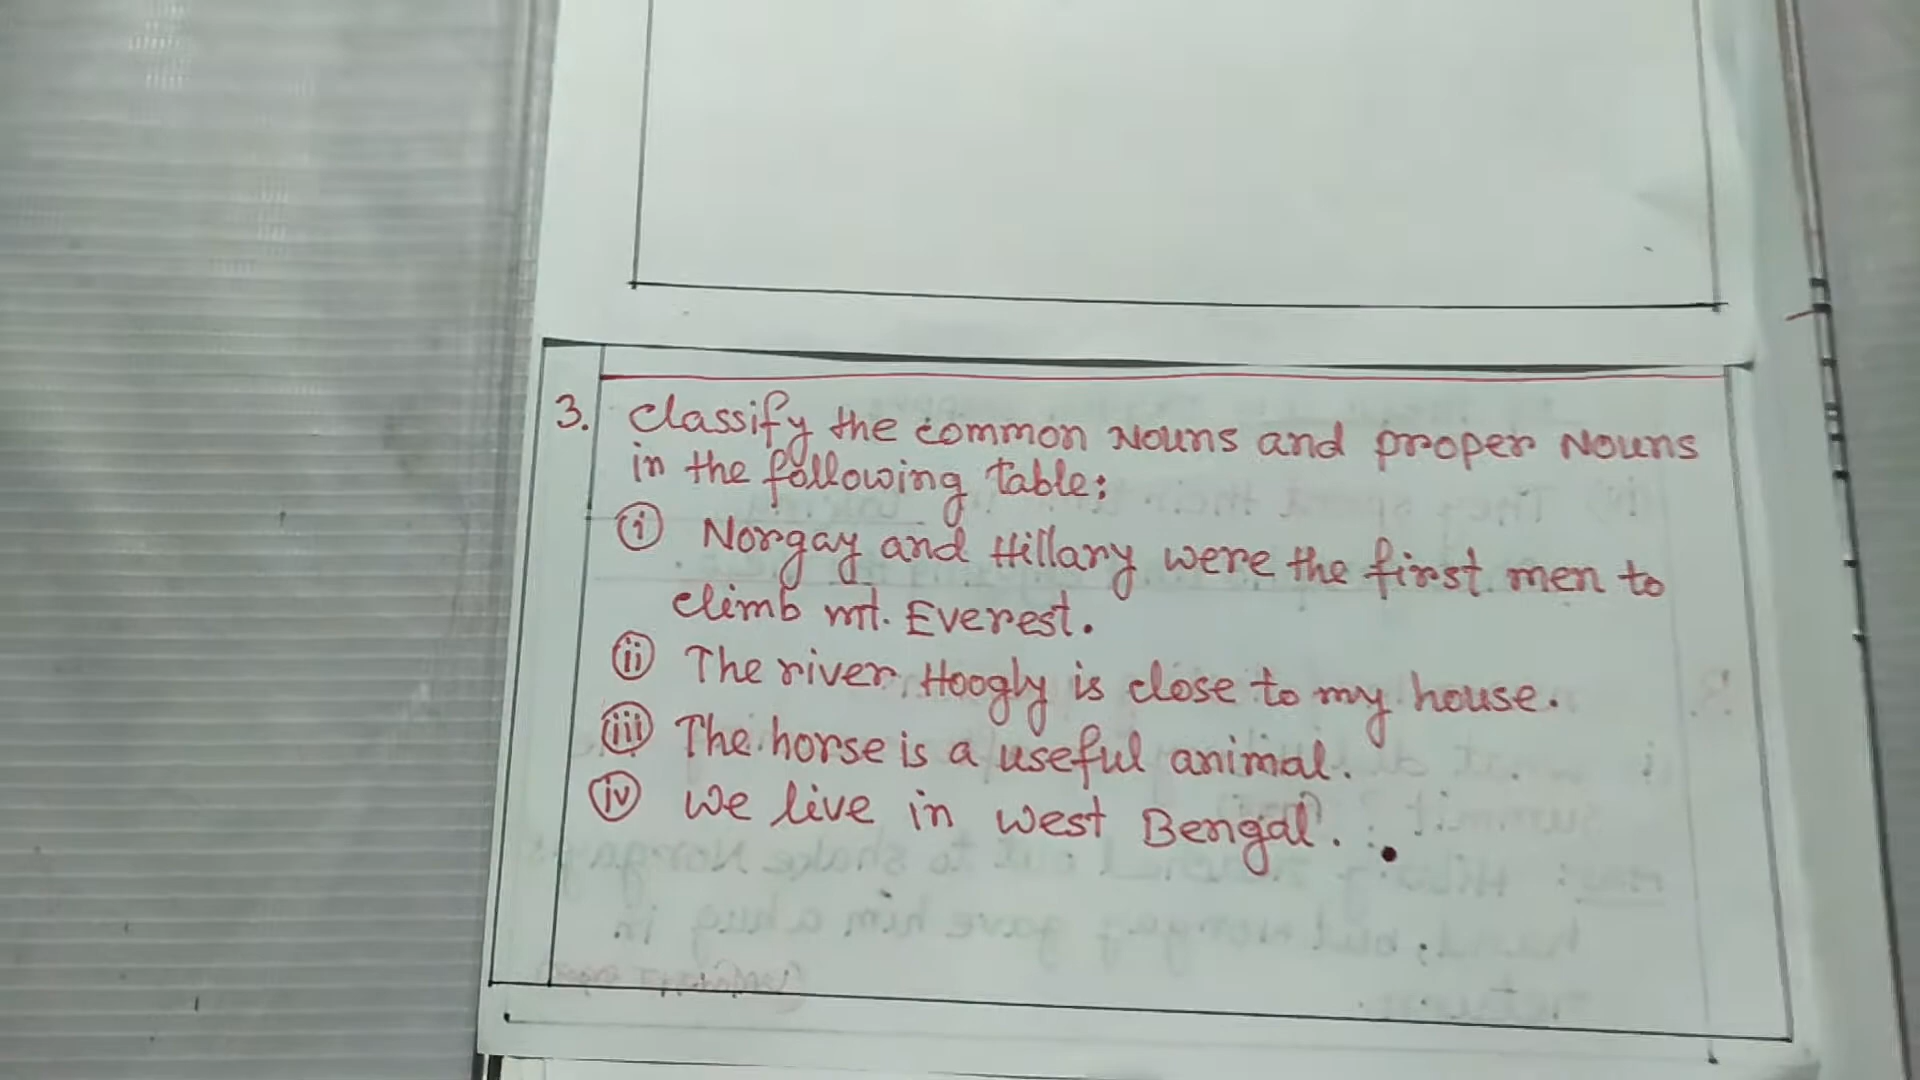 3. Classify the common Nouns and proper Nouns
in the following table:
(i) Norgay and Hillary were the first men to
climb mt. Everest.
(ii) The river Hoogly is close to my house.
(iii) The horse is a useful animal.
(iv) We live in west Bengal.